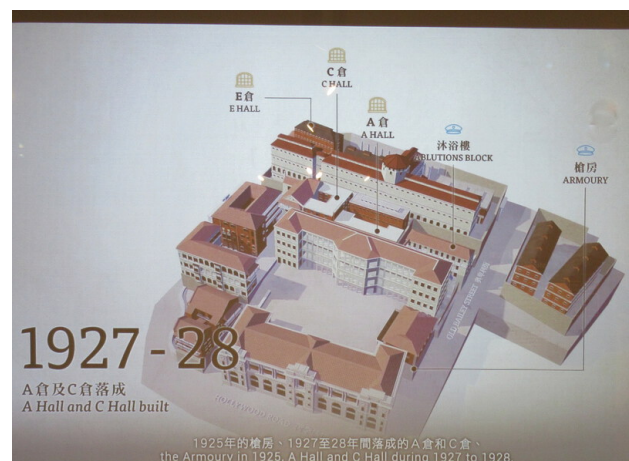 C倉
C HALL
E倉
E HALL
A倉
A HALL
沐浴樓
ABLUTIONS BLOCK
槍房
ARMOURY
OLD BAILEY STREET
1927-28
A倉及C倉落成
A Hall and C Hall built
1925年的槍房、1927至28年間落成的A倉和C倉、
the Armoury in 1925, A Hall and C Hall during 1927 to 1928